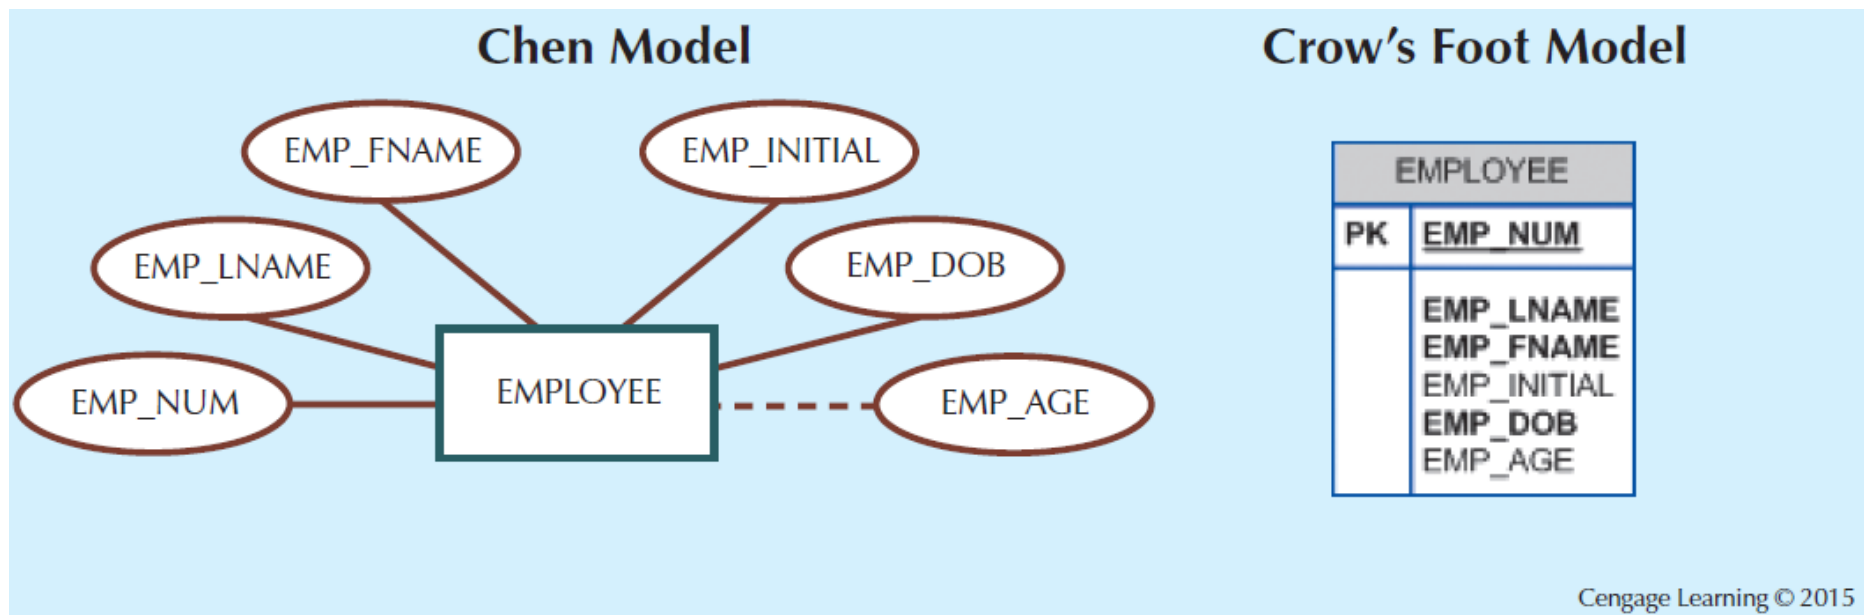 Chen Model
EMP_FNAME
EMP_INITIAL
EMP_LNAME
EMP_DOB
EMP_NUM
EMPLOYEE
EMP_AGE
Crow's Foot Model
EMPLOYEE
PK EMP_NUM
EMP_LNAME
EMP_FNAME
EMP_INITIAL
EMP_DOB
EMP_AGE
Cengage Learning © 2015